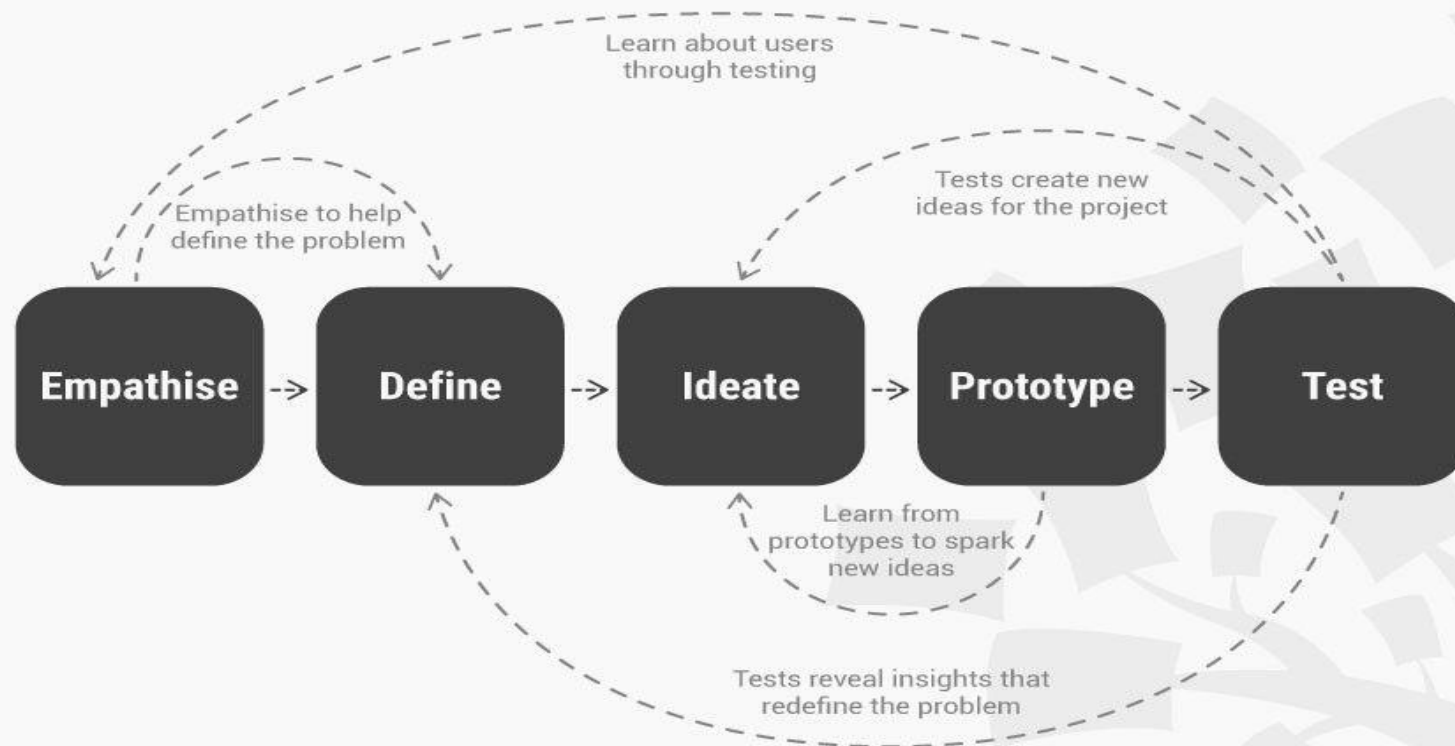 Learn about users
through testing
Tests create new
ideas for the project
Empathise to help
define the problem
Empathise
Define
Ideate
Prototype
Test
Learn from
prototypes to spark
new ideas
Tests reveal insights that
redefine the problem